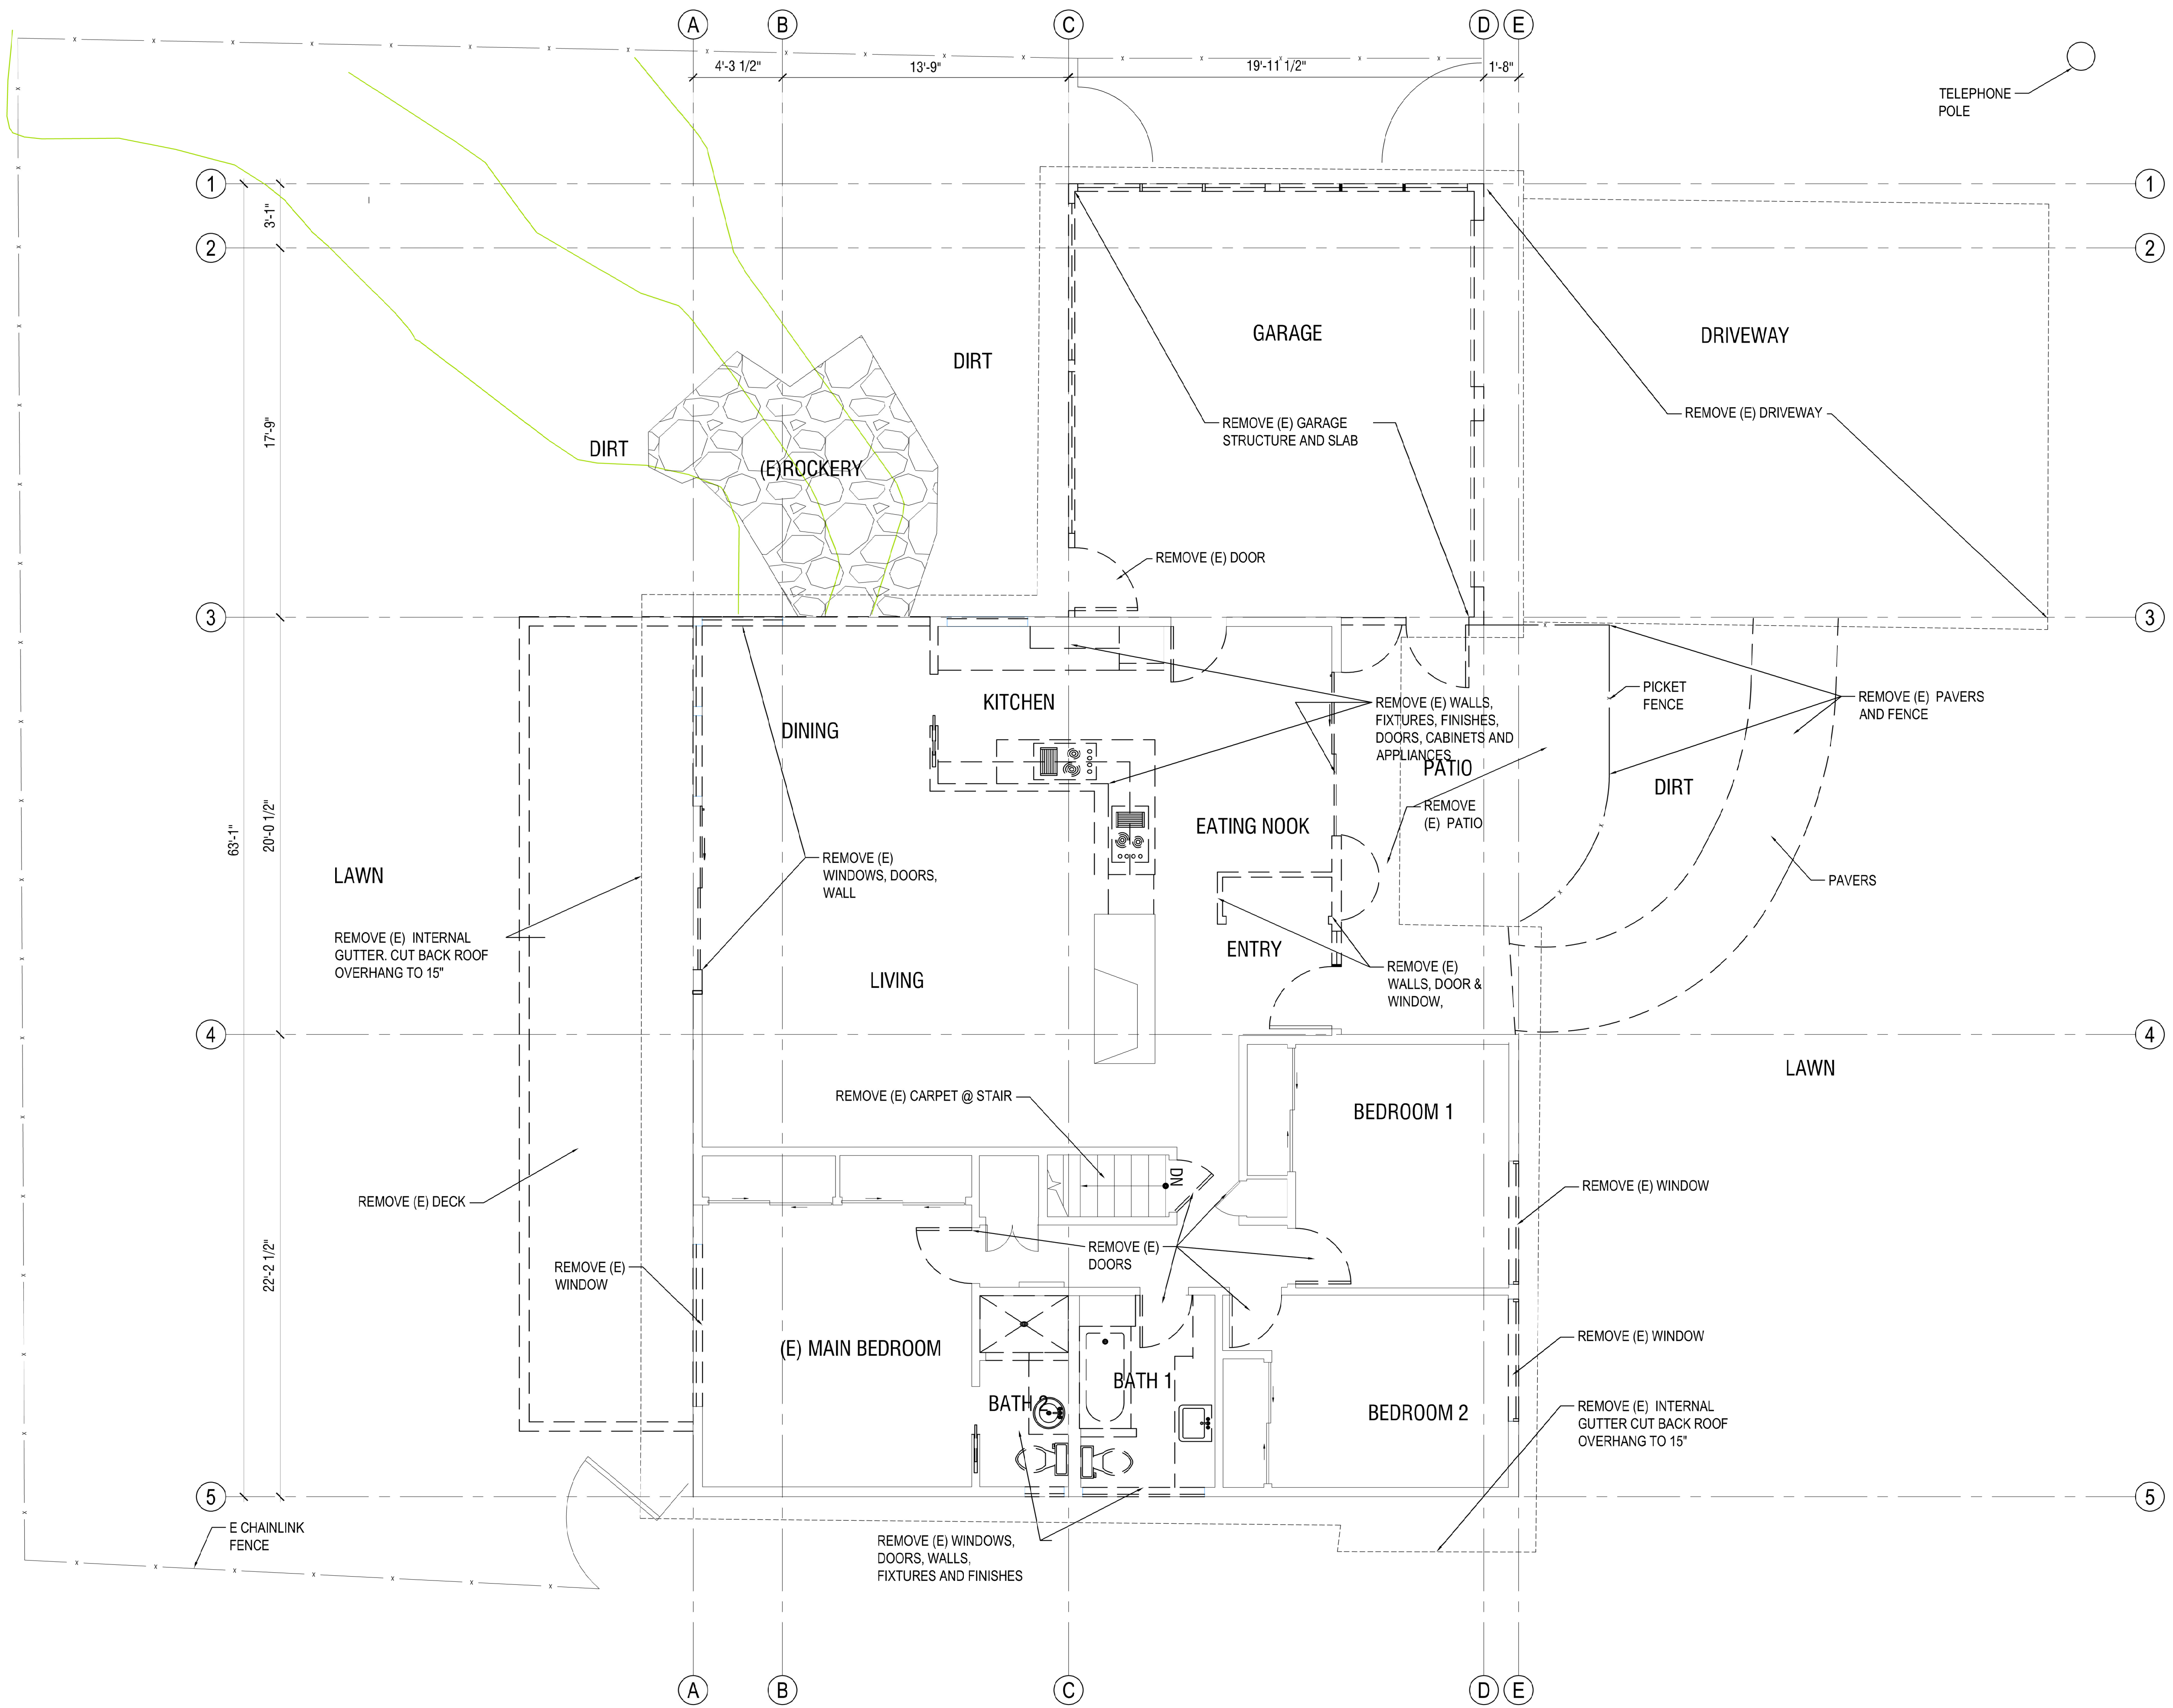 A B C D E
4'-3 1/2" 13'-9" 19'-11 1/2" 1'-8"
TELEPHONE
POLE
1 1
3'-1"
2 2
GARAGE
DRIVEWAY
DIRT
REMOVE (E) DRIVEWAY
REMOVE (E) GARAGE
STRUCTURE AND SLAB
17'-9"
DIRT
(E)ROCKERY
REMOVE (E) DOOR
3 3
PICKET
FENCE
REMOVE (E) PAVERS
AND FENCE
KITCHEN
REMOVE (E) WALLS,
FIXTURES, FINISHES,
DOORS, CABINETS AND
APPLIANCES
DINING
PATIO
DIRT
REMOVE
(E) PATIO
EATING NOOK
63'-1"
20'-0 1/2"
REMOVE (E)
WINDOWS, DOORS,
WALL
LAWN
PAVERS
REMOVE (E) INTERNAL
GUTTER. CUT BACK ROOF
OVERHANG TO 15"
ENTRY
LIVING
REMOVE (E)
WALLS, DOOR &
WINDOW,
4 4
LAWN
REMOVE (E) CARPET @ STAIR
BEDROOM 1
DN
REMOVE (E) WINDOW
REMOVE (E) DECK
22'-2 1/2"
REMOVE (E)
DOORS
REMOVE (E)
WINDOW
REMOVE (E) WINDOW
(E) MAIN BEDROOM
BATH 1
BATH 2
BEDROOM 2
REMOVE (E) INTERNAL
GUTTER CUT BACK ROOF
OVERHANG TO 15"
5 5
E CHAINLINK
FENCE
REMOVE (E) WINDOWS,
DOORS, WALLS,
FIXTURES AND FINISHES
A B C D E